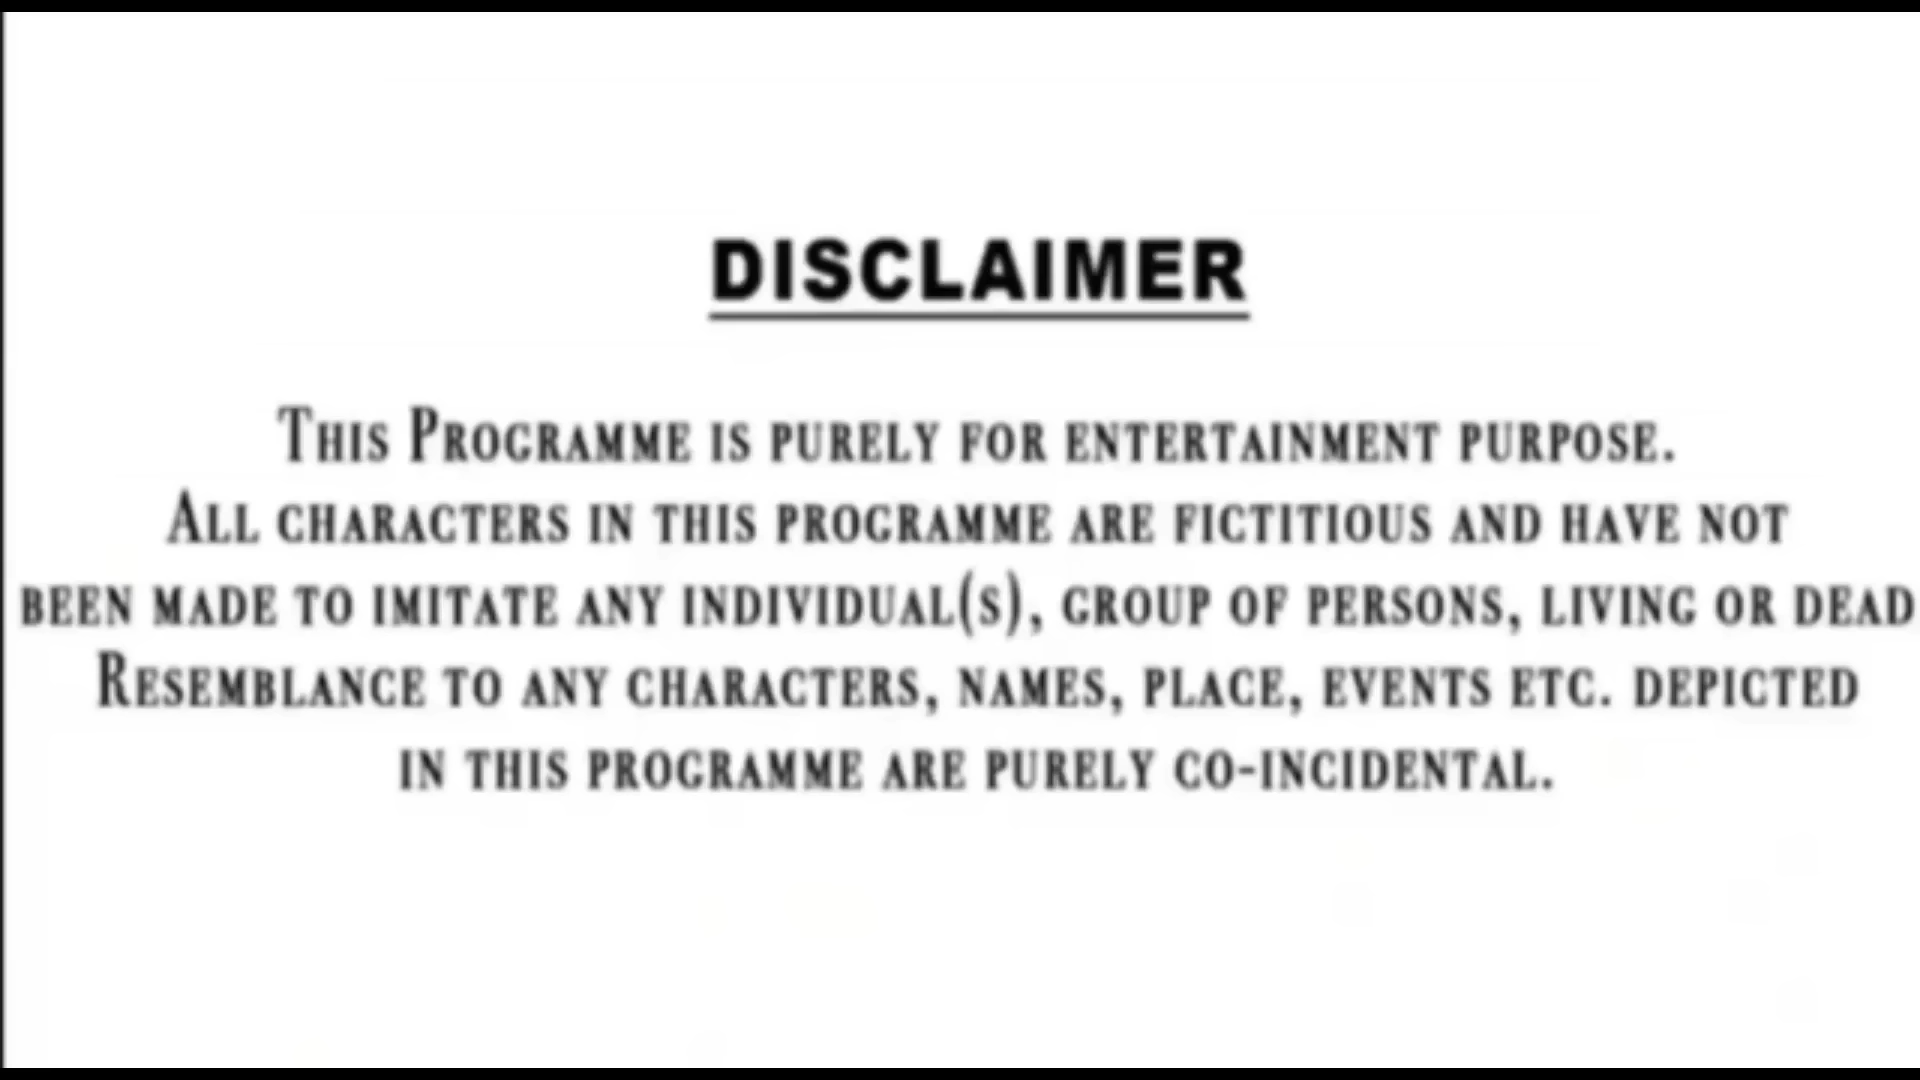 DISCLAIMER
This Programme is purely for entertainment purpose.
All characters in this programme are fictitious and have not
been made to imitate any individual(s), group of persons, living or dead
Resemblance to any characters, names, place, events etc. depicted
in this programme are purely co-incidental.